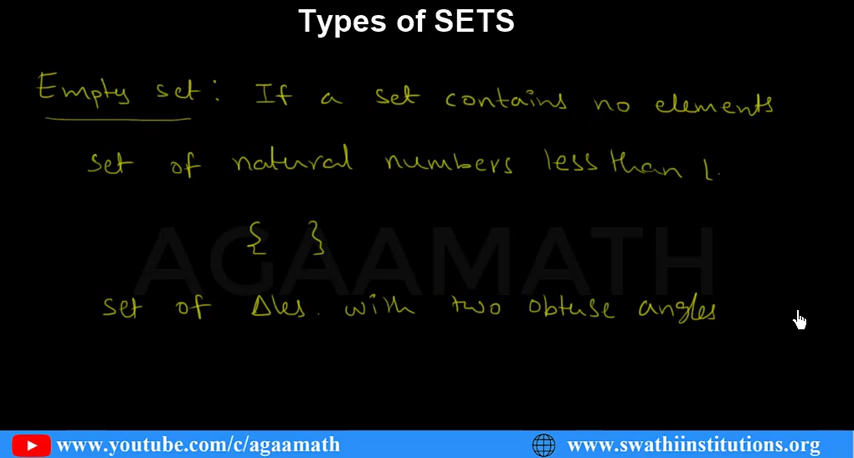 Types of SETS
Empty set: If a set contains no elements
set of natural numbers less than 1.
{ }
AGAAMATH
set of Δles. with two obtuse angles
www.youtube.com/c/agaamath
www.swathiinstitutions.org